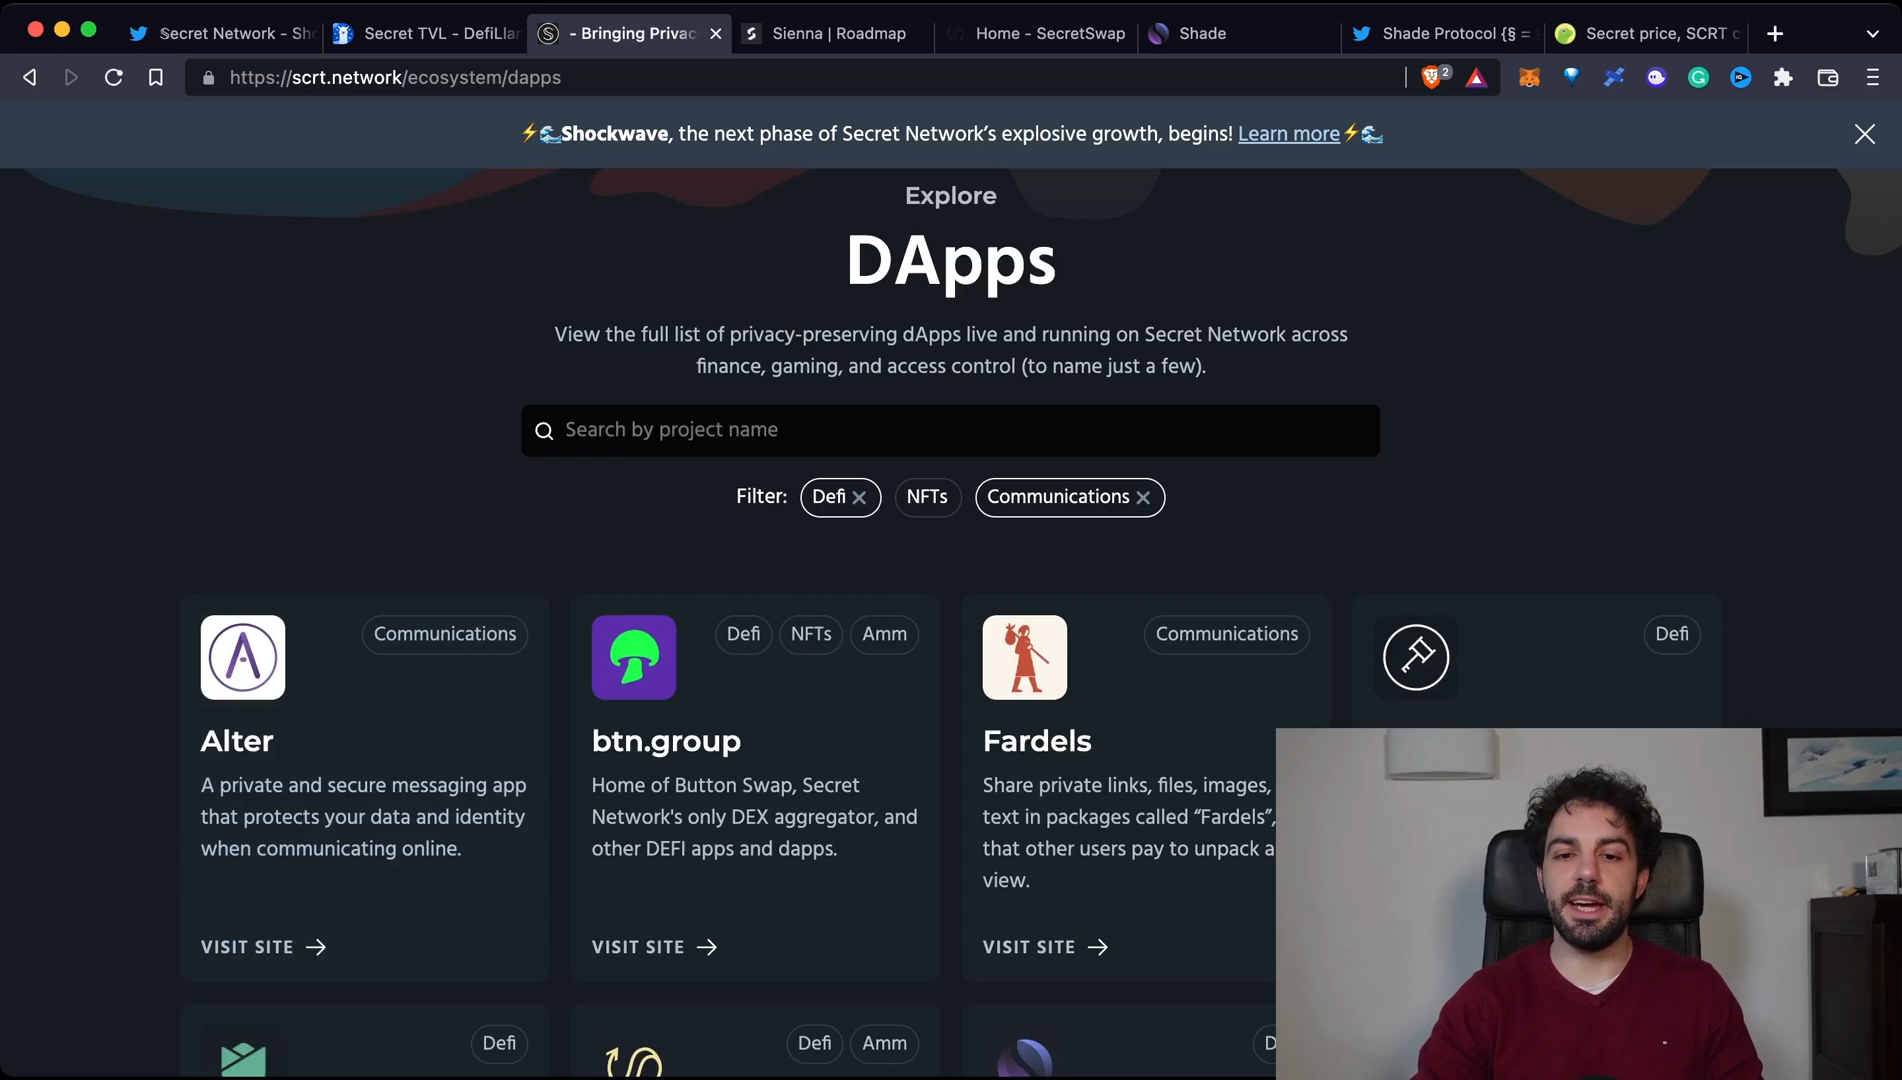 Secret Network - Sho
Secret TVL - DefiLlar
- Bringing Privac
Sienna | Roadmap
Home - SecretSwap
Shade
Shade Protocol {§ =
Secret price, SCRT c
https://scrt.network/ecosystem/dapps
2
⚡🌊Shockwave, the next phase of Secret Network’s explosive growth, begins! Learn more⚡🌊
Explore
DApps
View the full list of privacy-preserving dApps live and running on Secret Network across
finance, gaming, and access control (to name just a few).
Search by project name
Filter: Defi NFTs Communications
Communications
Alter
A private and secure messaging app
that protects your data and identity
when communicating online.
VISIT SITE
Defi NFTs Amm
btn.group
Home of Button Swap, Secret
Network's only DEX aggregator, and
other DEFI apps and dapps.
VISIT SITE
Communications
Fardels
Share private links, files, images,
text in packages called “Fardels”,
that other users pay to unpack a
view.
VISIT SITE
Defi
Defi
Defi Amm
D